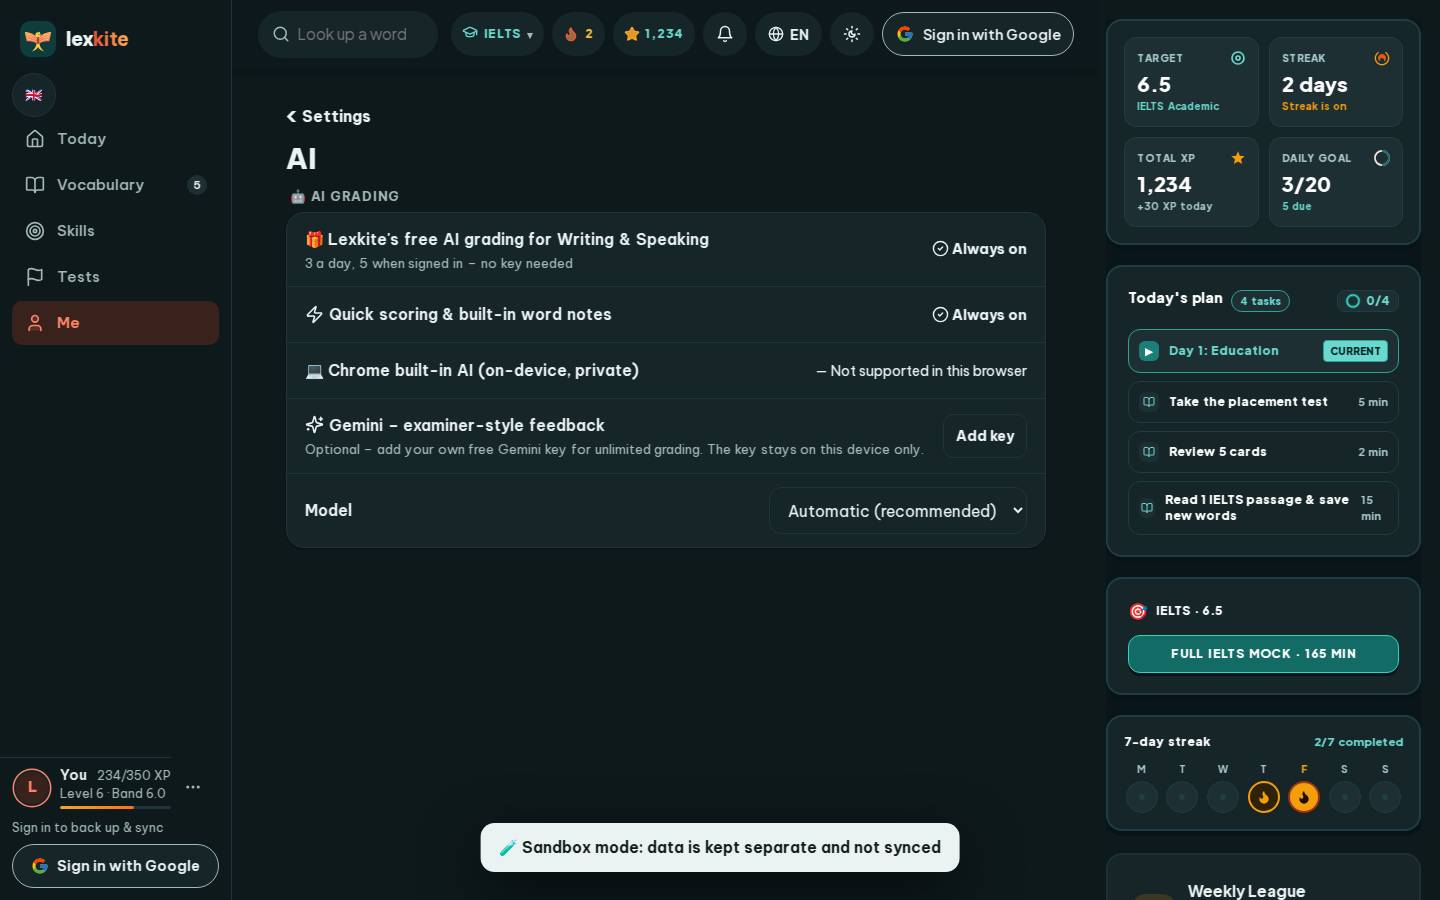 lexkite
Today
Vocabulary 5
Skills
Tests
Me
You 234/350 XP
Level 6 · Band 6.0
Sign in to back up & sync
Sign in with Google
Look up a word
IELTS ▾
2
1,234
EN
Sign in with Google
‹ Settings
AI
🤖 AI GRADING
🎁 Lexkite's free AI grading for Writing & Speaking
3 a day, 5 when signed in – no key needed
Always on
Quick scoring & built-in word notes
Always on
💻 Chrome built-in AI (on-device, private)
— Not supported in this browser
Gemini – examiner-style feedback
Optional – add your own free Gemini key for unlimited grading. The key stays on this device only.
Add key
Model
Automatic (recommended)
🧪 Sandbox mode: data is kept separate and not synced
TARGET
6.5
IELTS Academic
STREAK
2 days
Streak is on
TOTAL XP
1,234
+30 XP today
DAILY GOAL
3/20
5 due
Today's plan 4 tasks 0/4
Day 1: Education CURRENT
Take the placement test 5 min
Review 5 cards 2 min
Read 1 IELTS passage & save new words 15 min
🎯 IELTS · 6.5
FULL IELTS MOCK · 165 MIN
7-day streak 2/7 completed
M T W T F S S
Weekly League
L